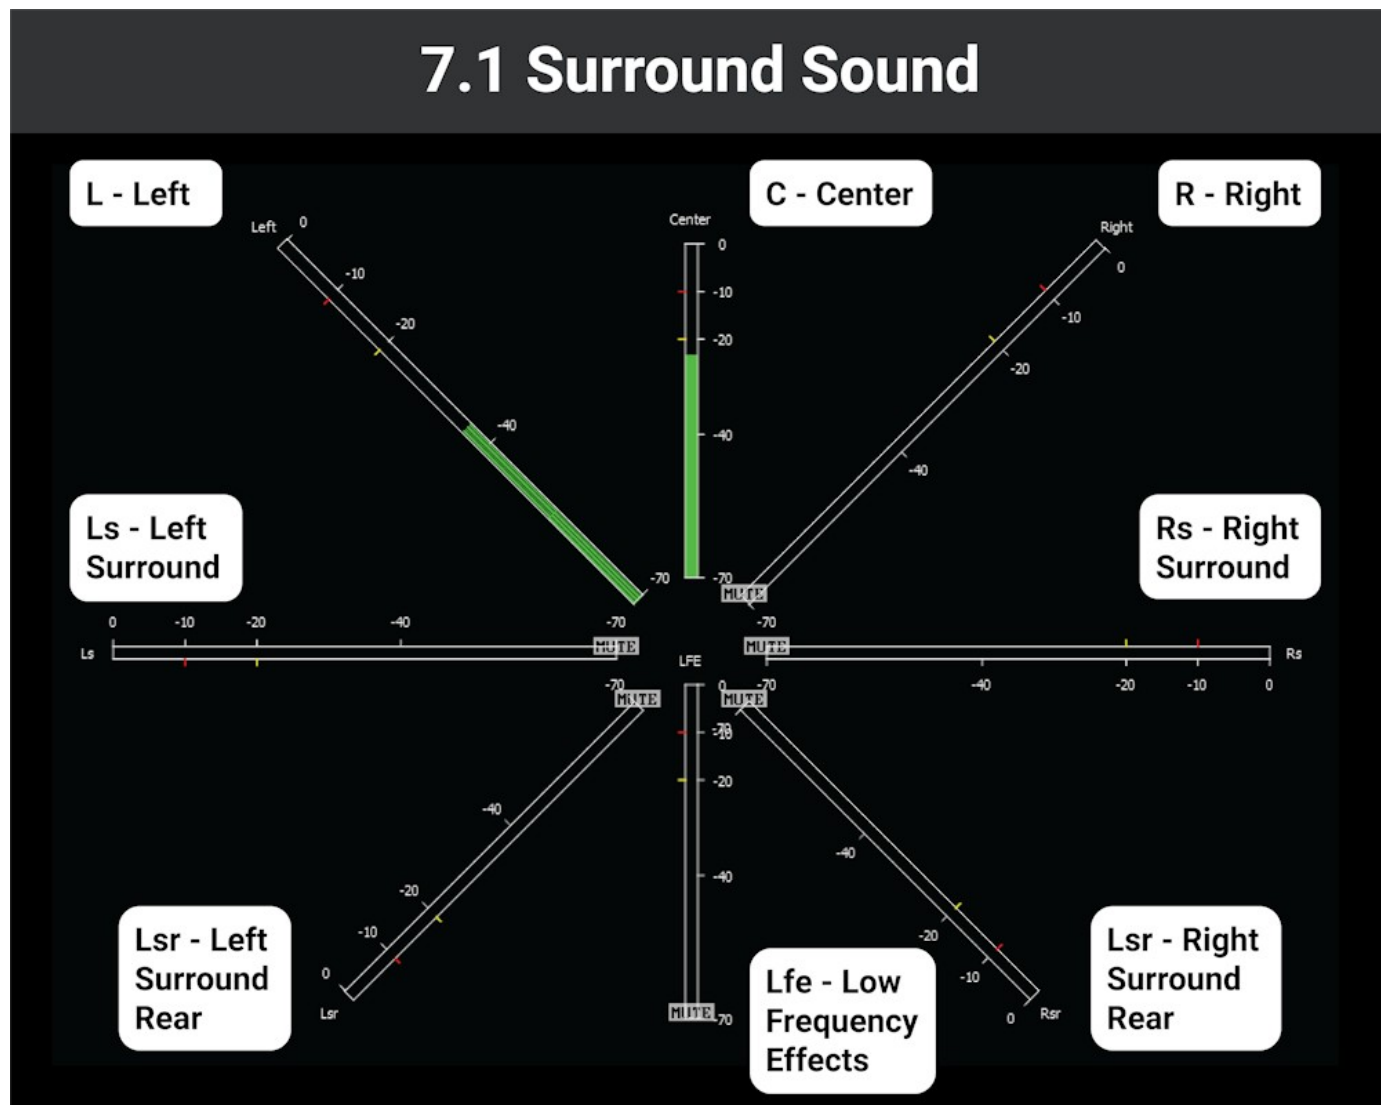 7.1 Surround Sound
L - Left
C - Center
R - Right
Left
0
-10
-20
-40
-70
Center
0
-10
-20
-40
-70
Right
0
-10
-20
-40
MUTE
-70
Ls - Left
Surround
Rs - Right
Surround
0 -10 -20 -40 -70
Ls
MUTE
MUTE
Rs
-70 -40 -20 -10 0
LFE
0
-10
-20
-40
-70
MUTE
-70
MUTE
-40
-20
-10
0
Lsr
MUTE
-70
-40
-20
-10
0
Rsr
Lsr - Left
Surround
Rear
Lfe - Low
Frequency
Effects
Lsr - Right
Surround
Rear